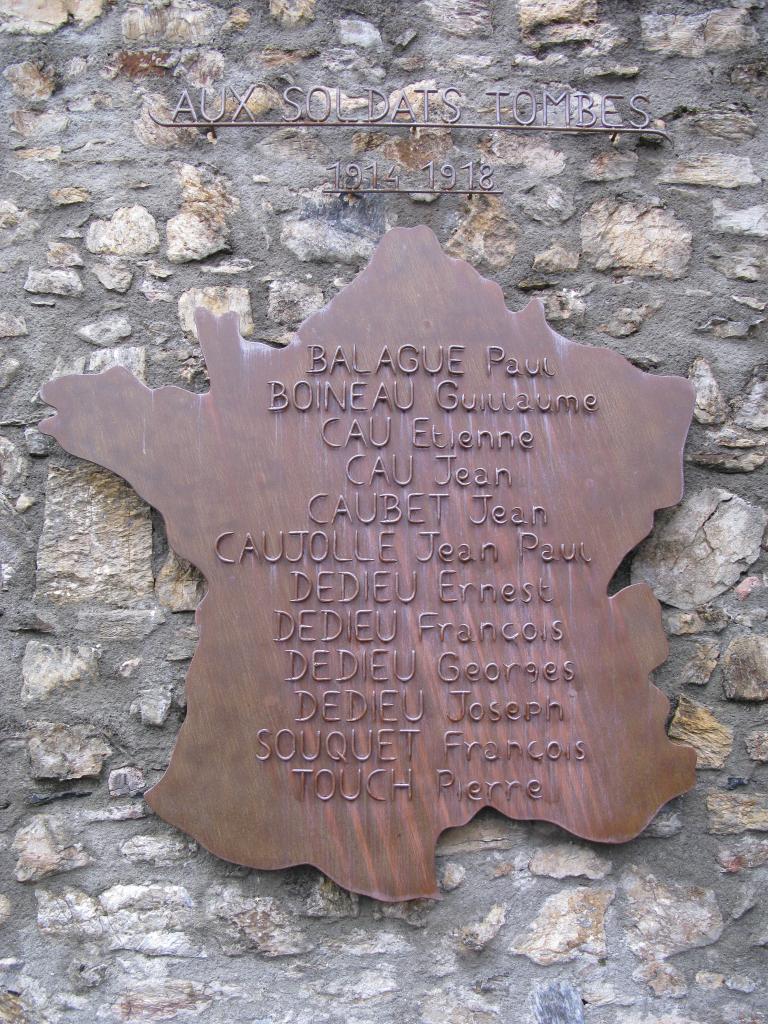 AUX SOLDATS TOMBES
1914 1918
BALAGUE Paul
BOINEAU Guillaume
CAU Etienne
CAU Jean
CAUBET Jean
CAUJOLLE Jean Paul
DEDIEU Ernest
DEDIEU François
DEDIEU Georges
DEDIEU Joseph
SOUQUET François
TOUCH Pierre